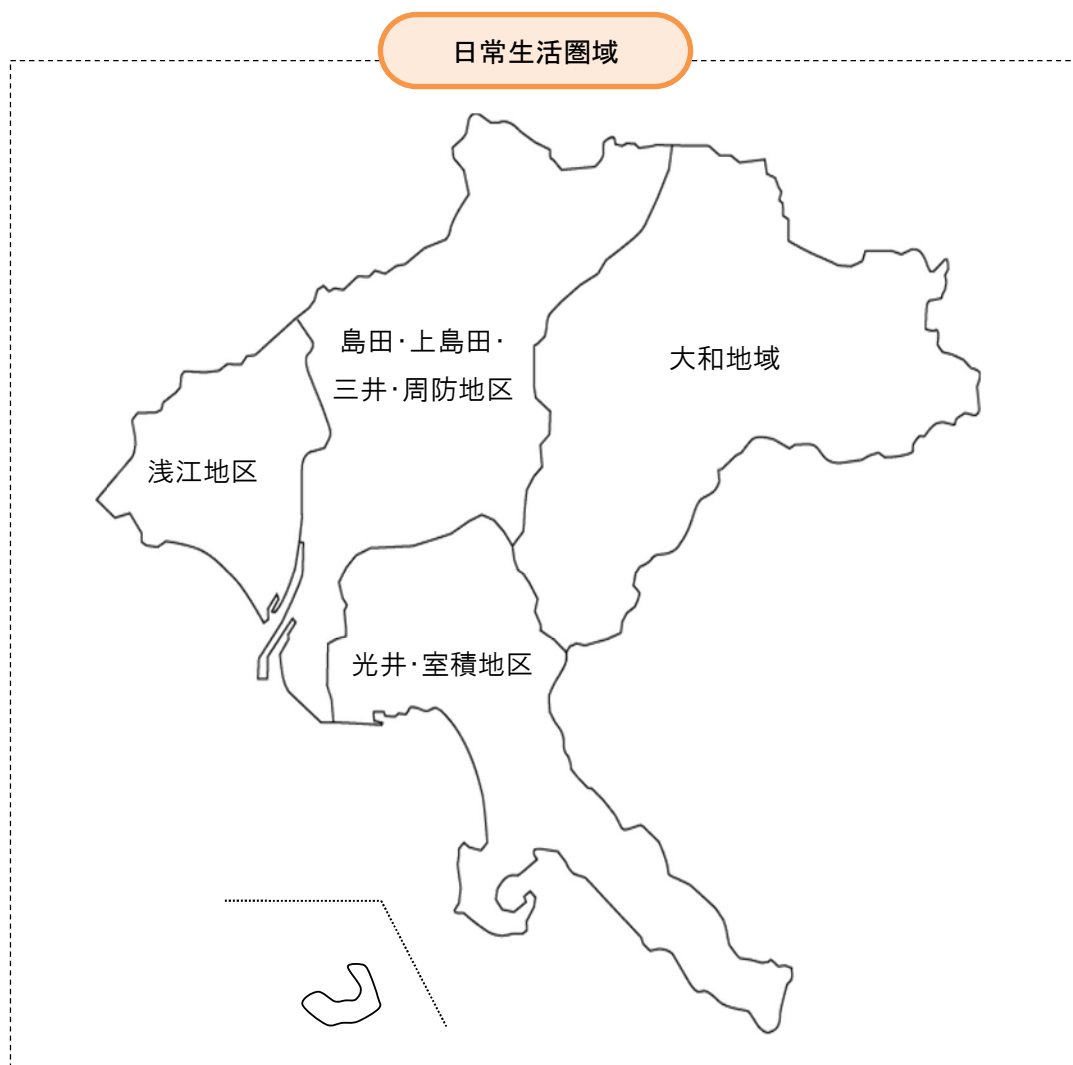 日常生活圏域
島田･上島田･
三井･周防地区
大和地域
浅江地区
光井･室積地区